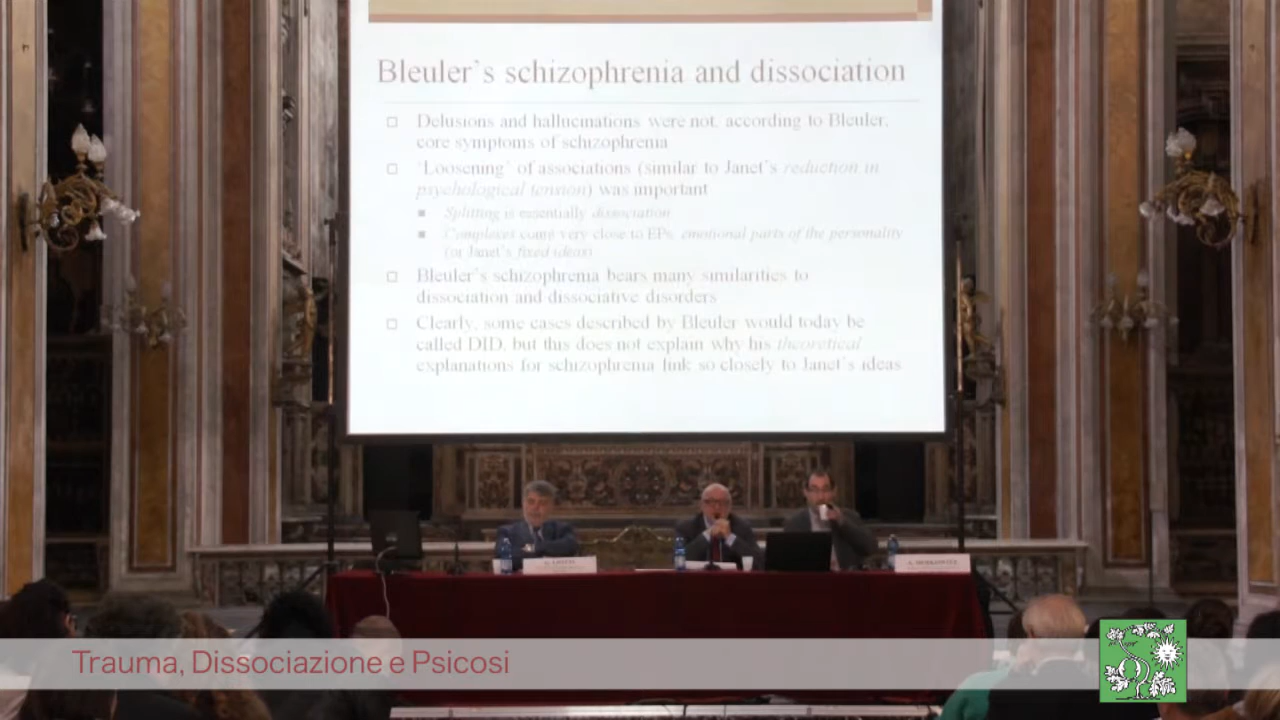 Bleuler's schizophrenia and dissociation
Delusions and hallucinations were not, according to Bleuler,
core symptoms of schizophrenia
'Loosening' of associations (similar to Janet's reduction in
psychological tension) was important
Splitting is essentially dissociation
Complexes come very close to EPs, emotional parts of the personality
(or Janet's fixed ideas)
Bleuler's schizophrenia bears many similarities to
dissociation and dissociative disorders
Clearly, some cases described by Bleuler would today be
called DID, but this does not explain why his theoretical
explanations for schizophrenia link so closely to Janet's ideas
A. MOSKOWITZ
Trauma, Dissociazione e Psicosi